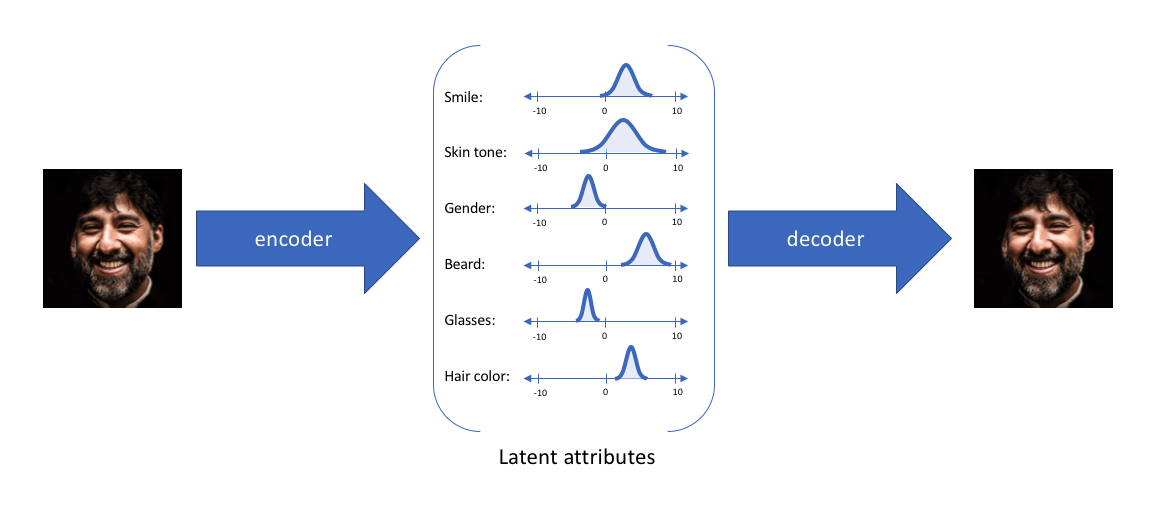 Smile:
-10 0 10
Skin tone:
-10 0 10
Gender:
-10 0 10
encoder
decoder
Beard:
-10 0 10
Glasses:
-10 0 10
Hair color:
-10 0 10
Latent attributes